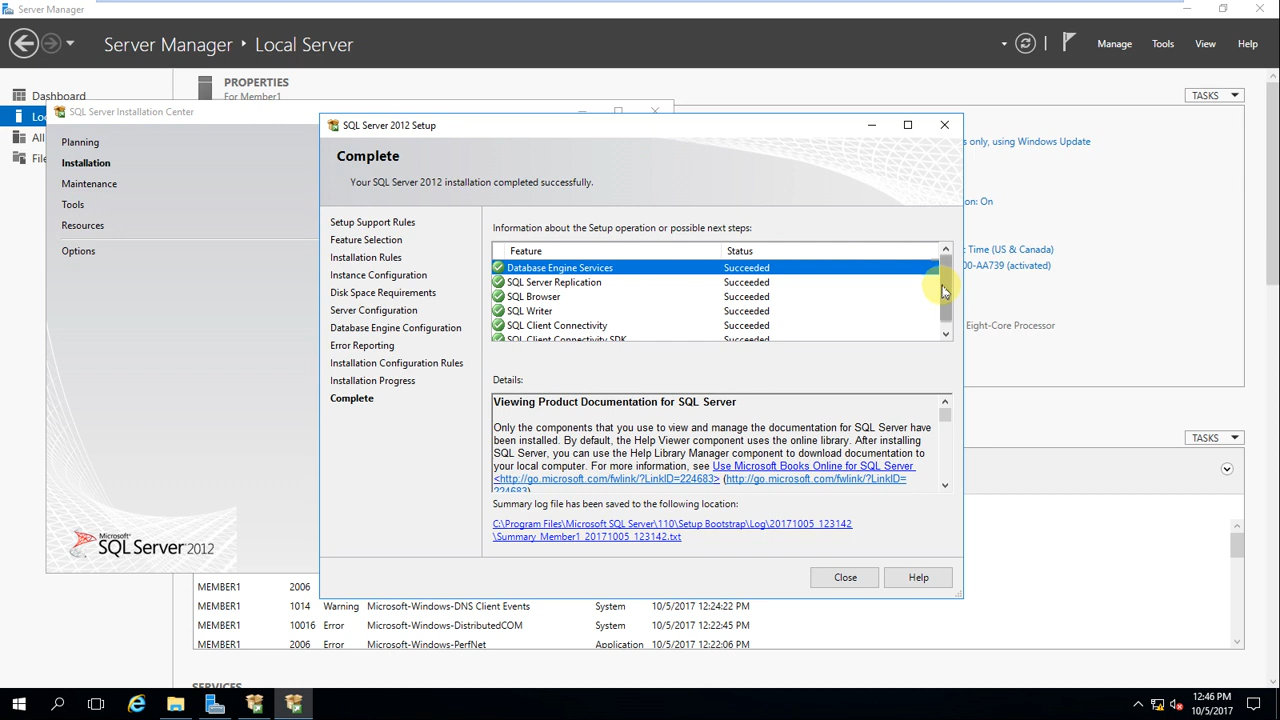 Server Manager
Server Manager ‣ Local Server
Manage
Tools
View
Help
Dashboard
Lo
All
File
PROPERTIES
For Member1
TASKS
SQL Server Installation Center
Planning
Installation
Maintenance
Tools
Resources
Options
Microsoft
SQL Server 2012
SQL Server 2012 Setup
Complete
Your SQL Server 2012 installation completed successfully.
Setup Support Rules
Feature Selection
Installation Rules
Instance Configuration
Disk Space Requirements
Server Configuration
Database Engine Configuration
Error Reporting
Installation Configuration Rules
Installation Progress
Complete
Information about the Setup operation or possible next steps:
Feature Status
Database Engine Services Succeeded
SQL Server Replication Succeeded
SQL Browser Succeeded
SQL Writer Succeeded
SQL Client Connectivity Succeeded
SQL Client Connectivity SDK Succeeded
Details:
Viewing Product Documentation for SQL Server
Only the components that you use to view and manage the documentation for SQL Server have
been installed. By default, the Help Viewer component uses the online library. After installing
SQL Server, you can use the Help Library Manager component to download documentation to
your local computer. For more information, see Use Microsoft Books Online for SQL Server
<http://go.microsoft.com/fwlink/?LinkID=224683> (http://go.microsoft.com/fwlink/?LinkID=
224683)
Summary log file has been saved to the following location:
C:\Program Files\Microsoft SQL Server\110\Setup Bootstrap\Log\20171005_123142
\Summary_Member1_20171005_123142.txt
Close
Help
s only, using Windows Update
ion: On
t Time (US & Canada)
00-AA739 (activated)
Eight-Core Processor
TASKS
MEMBER1 2006
MEMBER1 1014 Warning Microsoft-Windows-DNS Client Events System 10/5/2017 12:24:22 PM
MEMBER1 10016 Error Microsoft-Windows-DistributedCOM System 10/5/2017 12:22:45 PM
MEMBER1 2006 Error Microsoft-Windows-PerfNet Application 10/5/2017 12:22:06 PM
SERVICES
12:46 PM
10/5/2017